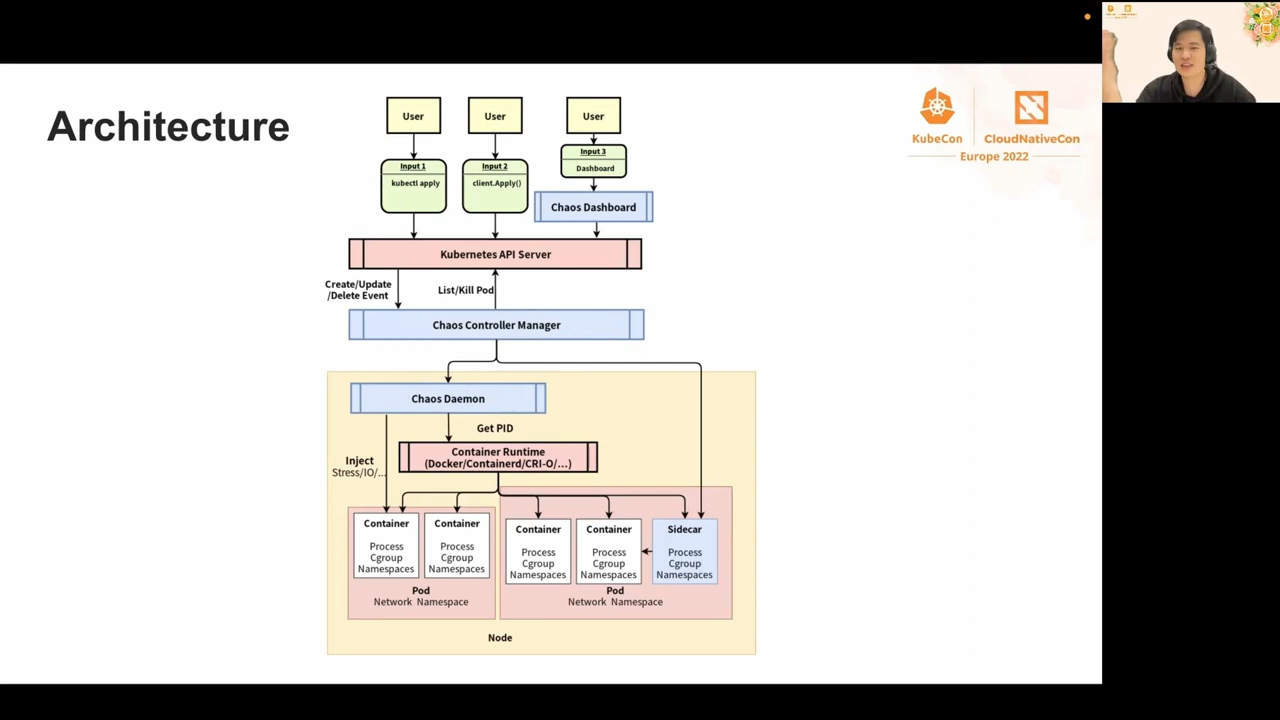 Architecture
User
User
User
Input 1
kubectl apply
Input 2
client.Apply()
Input 3
Dashboard
Chaos Dashboard
Kubernetes API Server
Create/Update
/Delete Event
List/Kill Pod
Chaos Controller Manager
Chaos Daemon
Get PID
Container Runtime
(Docker/Containerd/CRI-O/...)
Inject
Stress/IO/...
Container
Process
Cgroup
Namespaces
Container
Process
Cgroup
Namespaces
Pod
Network Namespace
Container
Process
Cgroup
Namespaces
Container
Process
Cgroup
Namespaces
Sidecar
Process
Cgroup
Namespaces
Pod
Network Namespace
Node
KubeCon
CloudNativeCon
Europe 2022